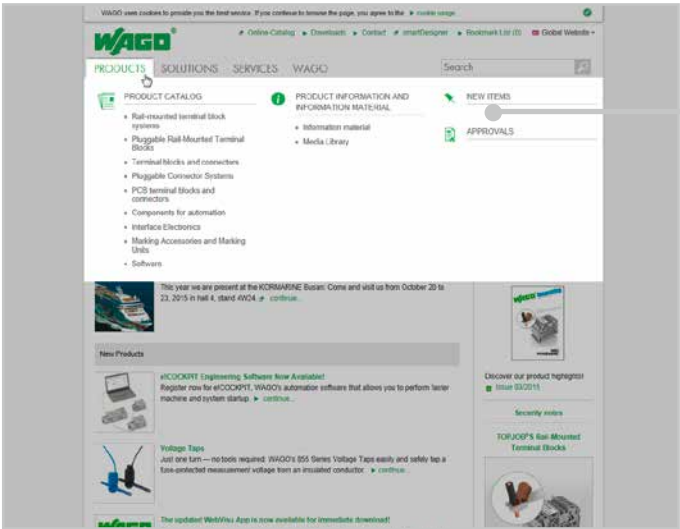 WAGO uses cookies to provide you the best service. If you continue to browse the page, you agree to the ▸ cookie usage.
WAGO
Online-Catalog ▸ Downloads ▸ Contact smartDesigner ▸ Bookmark List (0) Global Website
PRODUCTS SOLUTIONS SERVICES WAGO Search
PRODUCT CATALOG
Rail-mounted terminal block
systems
Pluggable Rail-Mounted Terminal
Blocks
Terminal blocks and connectors
Pluggable Connector Systems
PCB terminal blocks and
connectors
Components for automation
Interface Electronics
Marking Accessories and Marking
Units
Software
PRODUCT INFORMATION AND
INFORMATION MATERIAL
Information material
Media Library
NEW ITEMS
APPROVALS
This year we are present at the KORMARINE Busan: Come and visit us from October 20 to
23, 2015 in hall 4, stand 4W24. continue...
New Products
e!COCKPIT Engineering Software Now Available!
Register now for e!COCKPIT, WAGO's automation software that allows you to perform faster
machine and system startup. ▸ continue...
Voltage Taps
Just one turn — no tools required: WAGO's 855 Series Voltage Taps easily and safely tap a
fuse-protected measurement voltage from an insulated conductor. ▸ continue...
WAGO
The updated WebVisu App is now available for immediate download!
Discover our product highlights!
Issue 03/2015
Security notes
TOPJOB®S Rail-Mounted
Terminal Blocks